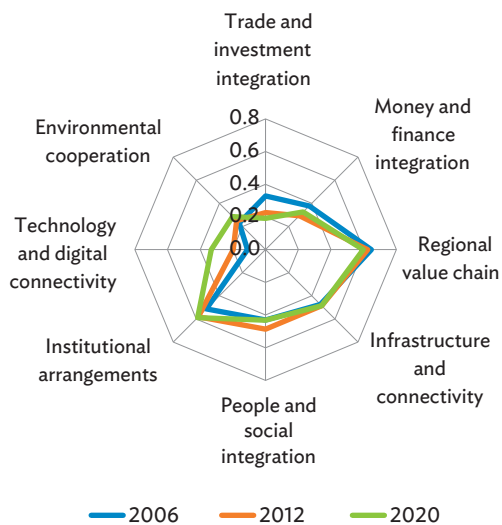 Trade and
investment
integration
Money and
finance
integration
Regional
value chain
Infrastructure
and
connectivity
People and
social
integration
Institutional
arrangements
Technology
and digital
connectivity
Environmental
cooperation
0.8
0.6
0.4
0.2
0.0
2006
2012
2020